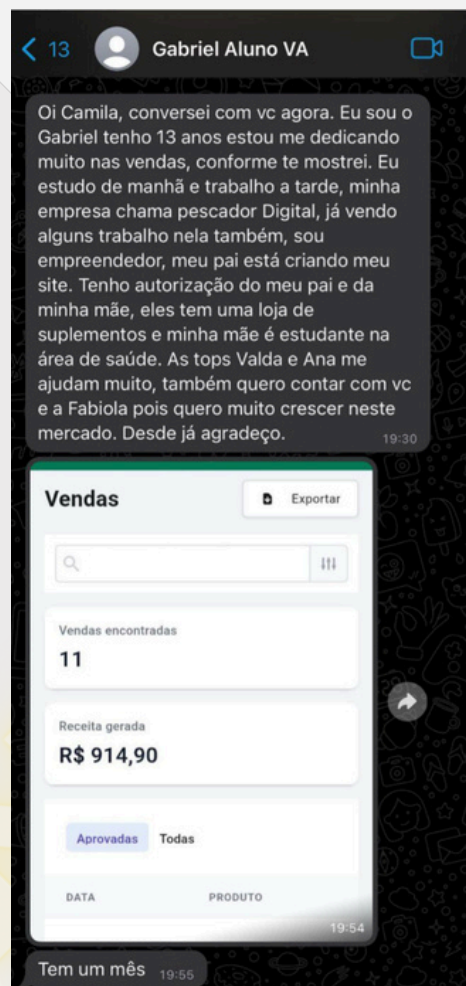 13
Gabriel Aluno VA
Oi Camila, conversei com vc agora. Eu sou o
Gabriel tenho 13 anos estou me dedicando
muito nas vendas, conforme te mostrei. Eu
estudo de manhã e trabalho a tarde, minha
empresa chama pescador Digital, já vendo
alguns trabalho nela também, sou
empreendedor, meu pai está criando meu
site. Tenho autorização do meu pai e da
minha mãe, eles tem uma loja de
suplementos e minha mãe é estudante na
área de saúde. As tops Valda e Ana me
ajudam muito, também quero contar com vc
e a Fabiola pois quero muito crescer neste
mercado. Desde já agradeço.
19:30
Vendas
Exportar
Vendas encontradas
11
Receita gerada
R$ 914,90
Aprovadas Todas
DATA PRODUTO
19:54
Tem um mês 19:55